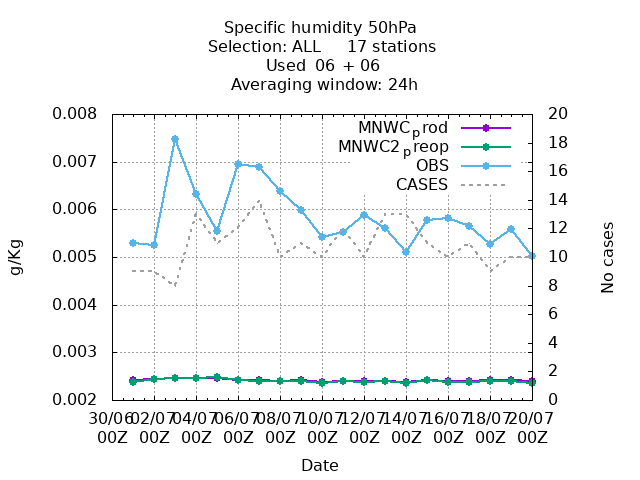 Specific humidity 50hPa
Selection: ALL 17 stations
Used 06 + 06
Averaging window: 24h
MNWCprod
MNWC2preop
OBS
CASES
0.008
0.007
0.006
0.005
0.004
0.003
0.002
g/Kg
20
18
16
14
12
10
8
6
4
2
0
No cases
30/06 02/07 04/07 06/07 08/07 10/07 12/07 14/07 16/07 18/07 20/07
00Z 00Z 00Z 00Z 00Z 00Z 00Z 00Z 00Z 00Z 00Z
Date